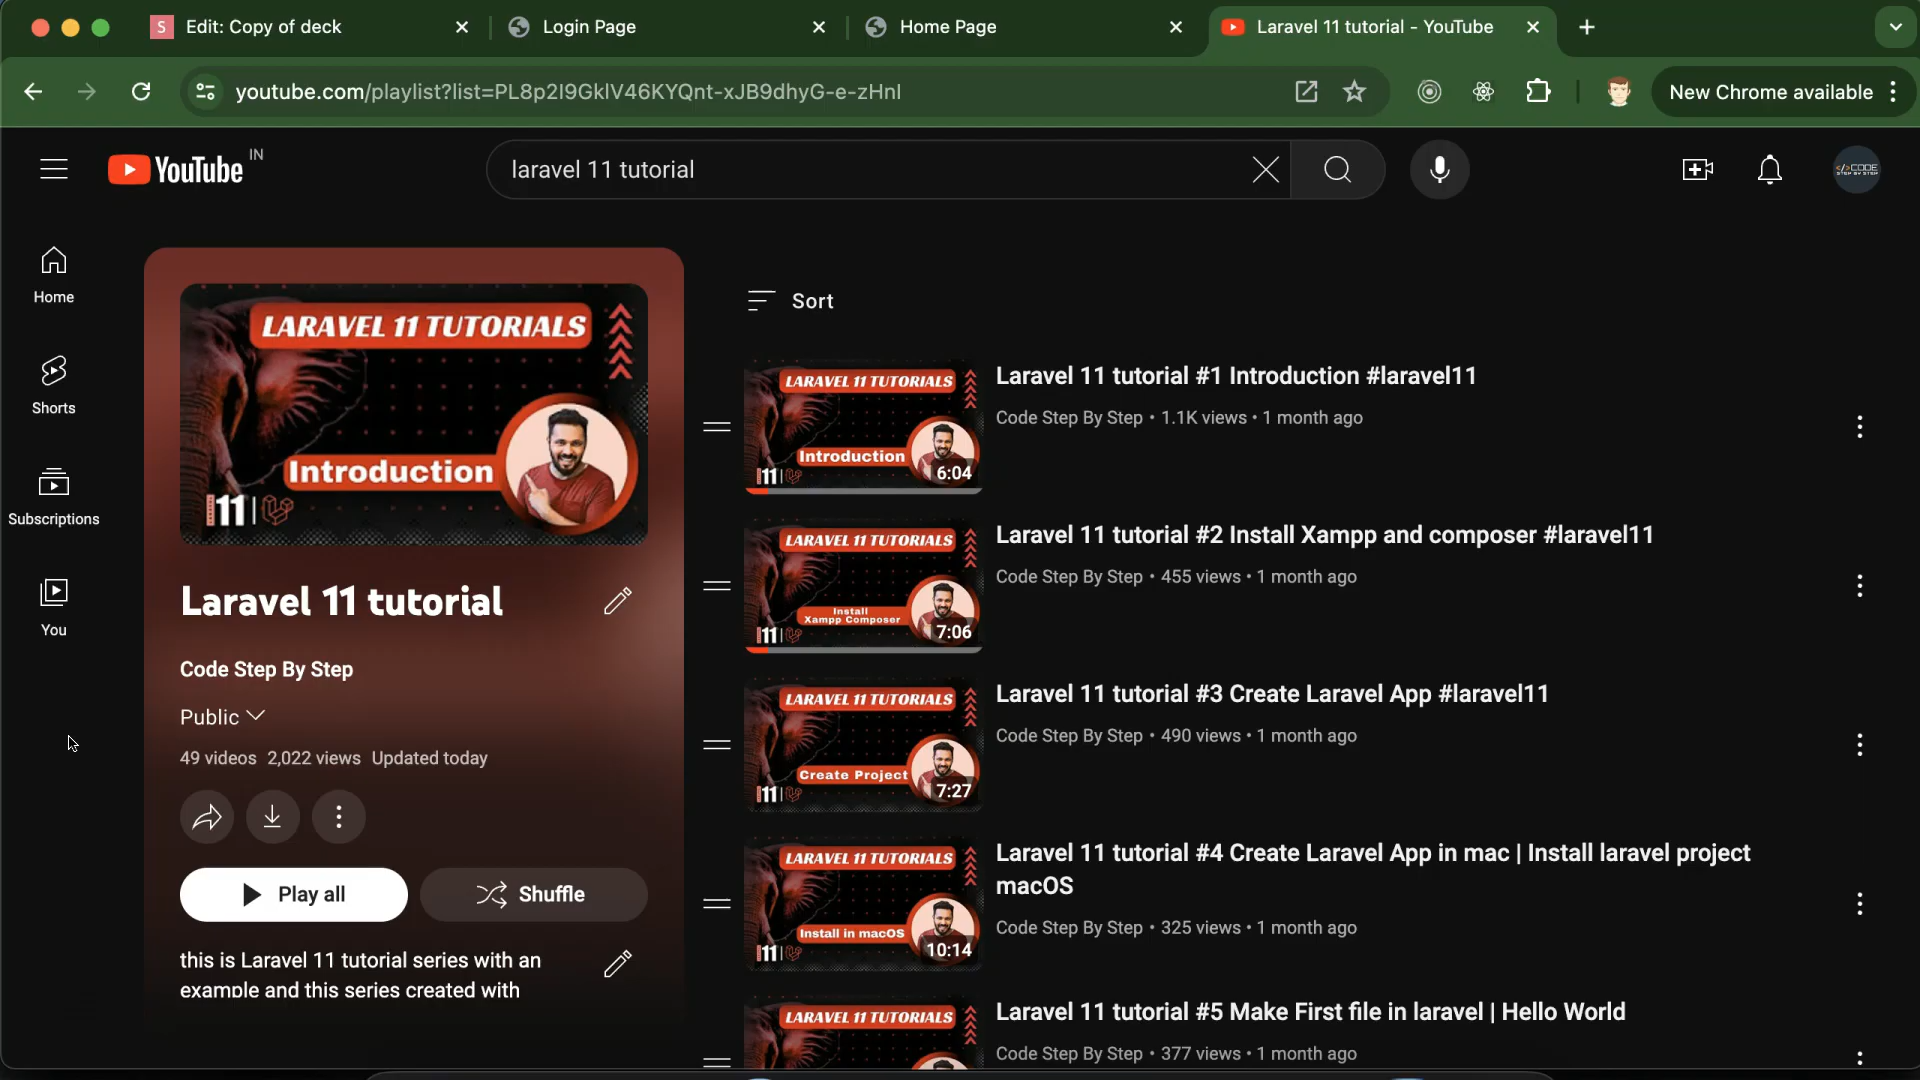 Edit: Copy of deck
Login Page
Home Page
Laravel 11 tutorial - YouTube
youtube.com/playlist?list=PL8p2I9GklV46KYQnt-xJB9dhyG-e-zHnI
New Chrome available
YouTube IN
laravel 11 tutorial
</>CODE
STEP BY STEP
Home
Shorts
Subscriptions
You
LARAVEL 11 TUTORIALS
Introduction
11
Laravel 11 tutorial
Code Step By Step
Public
49 videos 2,022 views Updated today
Play all
Shuffle
this is Laravel 11 tutorial series with an
example and this series created with
Sort
LARAVEL 11 TUTORIALS
Introduction
11
6:04
Laravel 11 tutorial #1 Introduction #laravel11
Code Step By Step • 1.1K views • 1 month ago
LARAVEL 11 TUTORIALS
Install
Xampp Composer
11
7:06
Laravel 11 tutorial #2 Install Xampp and composer #laravel11
Code Step By Step • 455 views • 1 month ago
LARAVEL 11 TUTORIALS
Create Project
11
7:27
Laravel 11 tutorial #3 Create Laravel App #laravel11
Code Step By Step • 490 views • 1 month ago
LARAVEL 11 TUTORIALS
Install in macOS
11
10:14
Laravel 11 tutorial #4 Create Laravel App in mac | Install laravel project
macOS
Code Step By Step • 325 views • 1 month ago
LARAVEL 11 TUTORIALS
Laravel 11 tutorial #5 Make First file in laravel | Hello World
Code Step By Step • 377 views • 1 month ago